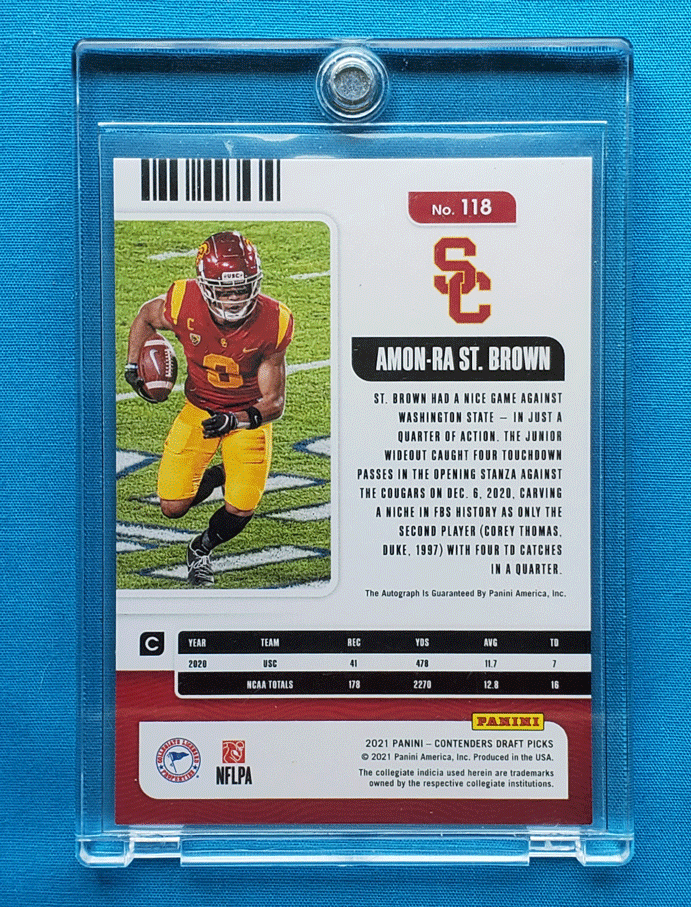 No. 118
SC
USC
C
3
AMON-RA ST. BROWN
ST. BROWN HAD A NICE GAME AGAINST
WASHINGTON STATE – IN JUST A
QUARTER OF ACTION. THE JUNIOR
WIDEOUT CAUGHT FOUR TOUCHDOWN
PASSES IN THE OPENING STANZA AGAINST
THE COUGARS ON DEC. 6, 2020, CARVING
A NICHE IN FBS HISTORY AS ONLY THE
SECOND PLAYER (COREY THOMAS,
DUKE, 1997) WITH FOUR TD CATCHES
IN A QUARTER.
The Autograph Is Guaranteed By Panini America, Inc.
C YEAR TEAM REC YDS AVG TD
2020 USC 41 478 11.7 7
NCAA TOTALS 178 2270 12.8 16
PANINI
COLLEGIATE LICENSED PROPERTIES
NFLPA
2021 PANINI – CONTENDERS DRAFT PICKS
© 2021 Panini America, Inc. Produced in the USA.
The collegiate indicia used herein are trademarks
owned by the respective collegiate institutions.